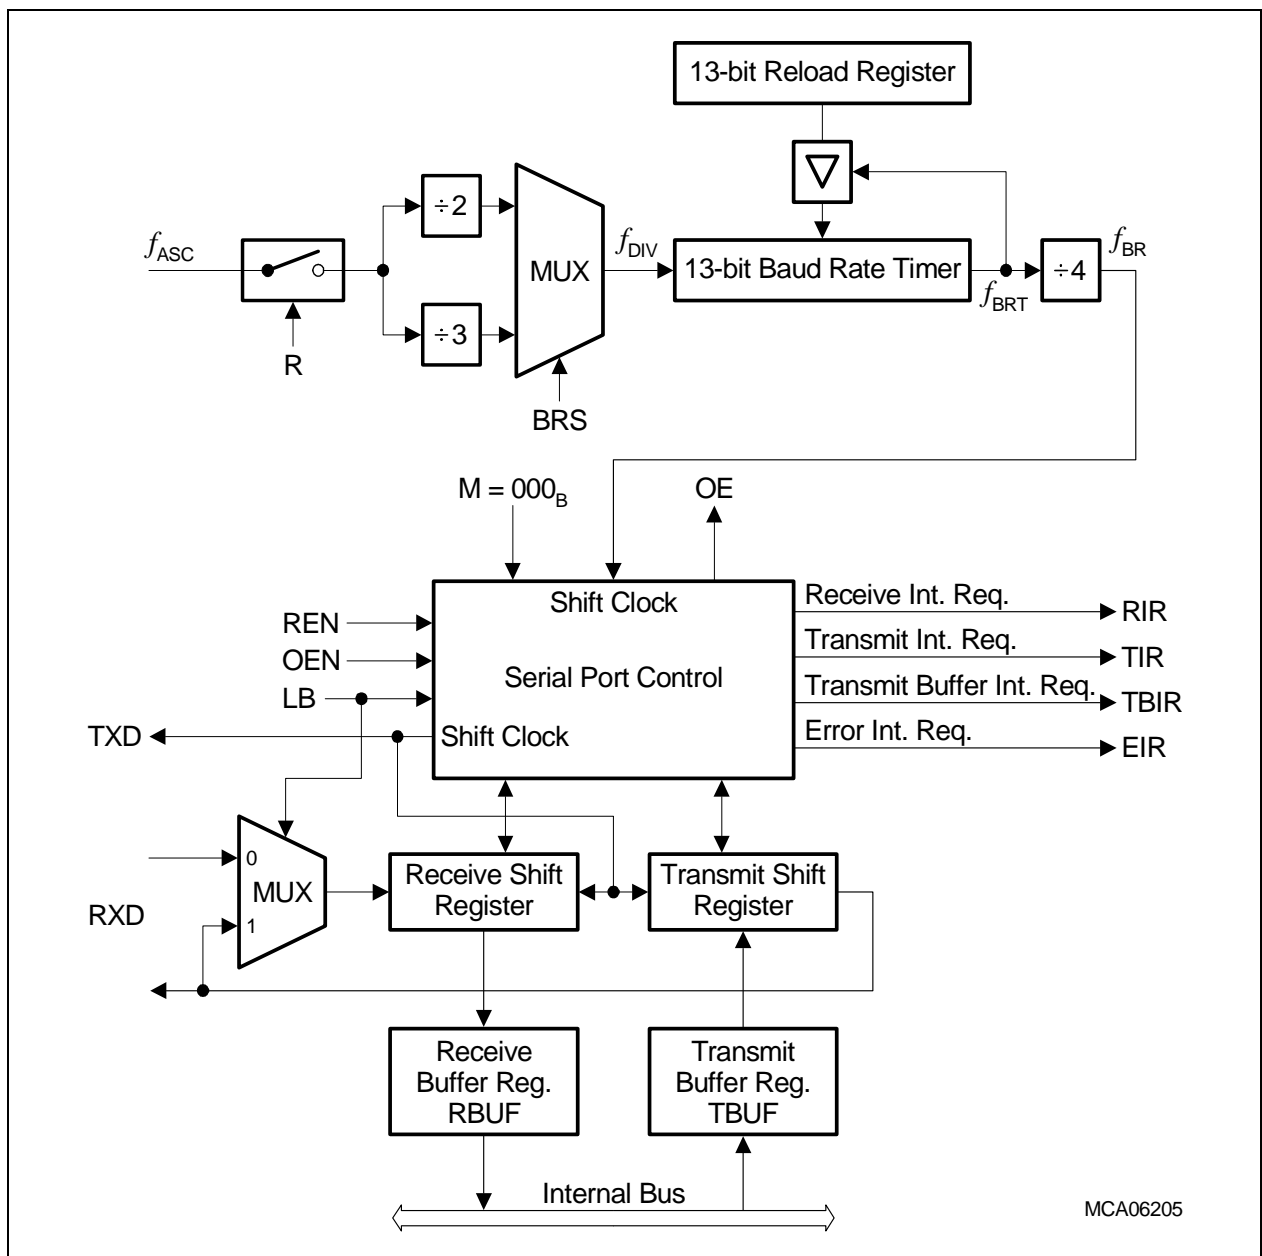 13-bit Reload Register
÷2
fASC
fDIV
fBR
MUX
13-bit Baud Rate Timer
÷4
fBRT
÷3
R
BRS
M = 000B
OE
Shift Clock
Receive Int. Req.
RIR
REN
Transmit Int. Req.
TIR
OEN
Serial Port Control
LB
Transmit Buffer Int. Req.
TBIR
TXD
Shift Clock
Error Int. Req.
EIR
0
MUX
1
RXD
Receive Shift
Register
Transmit Shift
Register
Receive
Buffer Reg.
RBUF
Transmit
Buffer Reg.
TBUF
Internal Bus
MCA06205